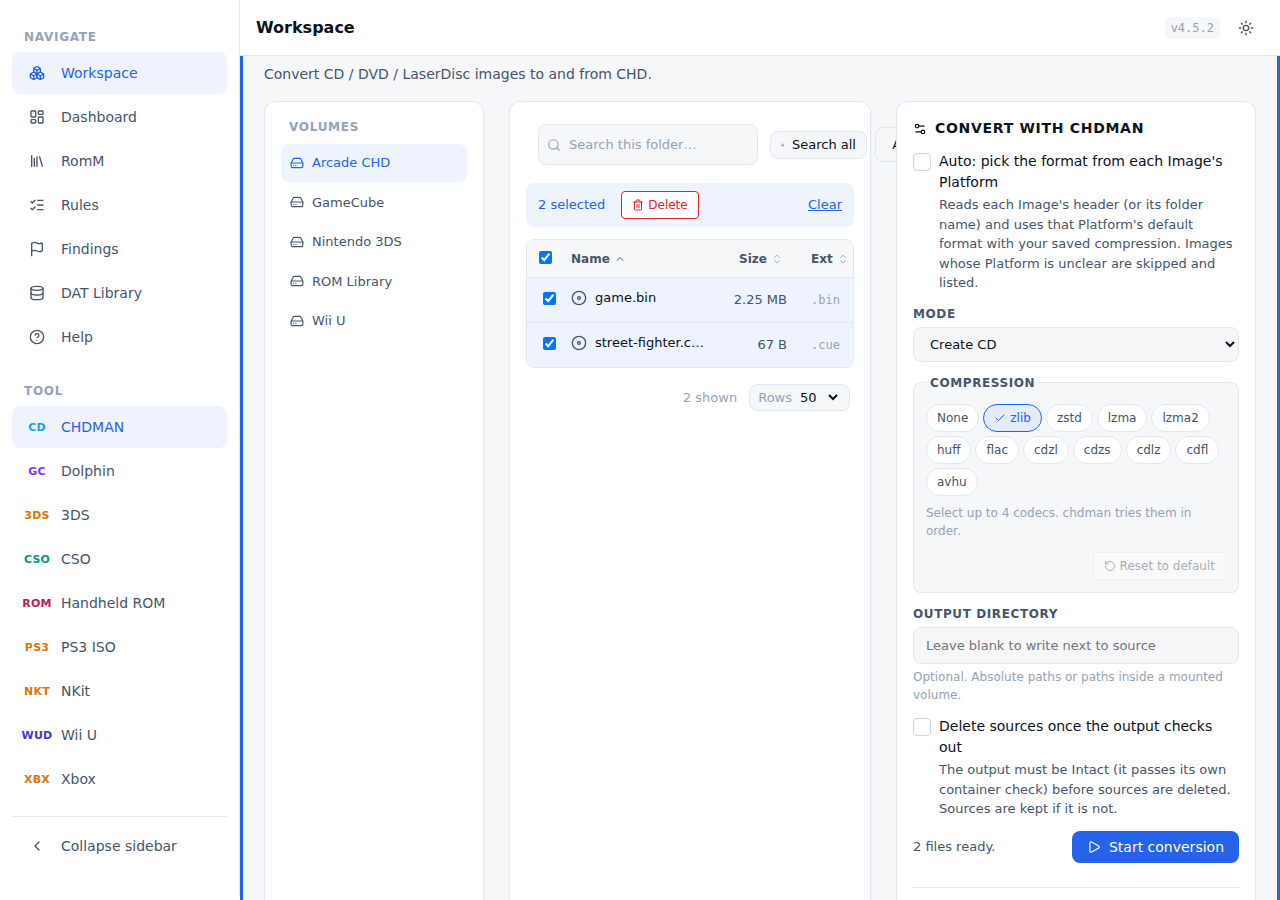 NAVIGATE
Workspace
Dashboard
RomM
Rules
Findings
DAT Library
Help
TOOL
CD CHDMAN
GC Dolphin
3DS 3DS
CSO CSO
ROM Handheld ROM
PS3 PS3 ISO
NKT NKit
WUD Wii U
XBX Xbox
Collapse sidebar
Workspace
v4.5.2
Convert CD / DVD / LaserDisc images to and from CHD.
VOLUMES
Arcade CHD
GameCube
Nintendo 3DS
ROM Library
Wii U
Search this folder…
Search all
2 selected
Delete
Clear
Name
Size
Ext
game.bin 2.25 MB .bin
street-fighter.c… 67 B .cue
2 shown
Rows 50
CONVERT WITH CHDMAN
Auto: pick the format from each Image's
Platform
Reads each Image's header (or its folder
name) and uses that Platform's default
format with your saved compression. Images
whose Platform is unclear are skipped and
listed.
MODE
Create CD
COMPRESSION
None zlib zstd lzma lzma2
huff flac cdzl cdzs cdlz cdfl
avhu
Select up to 4 codecs. chdman tries them in
order.
Reset to default
OUTPUT DIRECTORY
Leave blank to write next to source
Optional. Absolute paths or paths inside a mounted
volume.
Delete sources once the output checks
out
The output must be Intact (it passes its own
container check) before sources are deleted.
Sources are kept if it is not.
2 files ready.
Start conversion